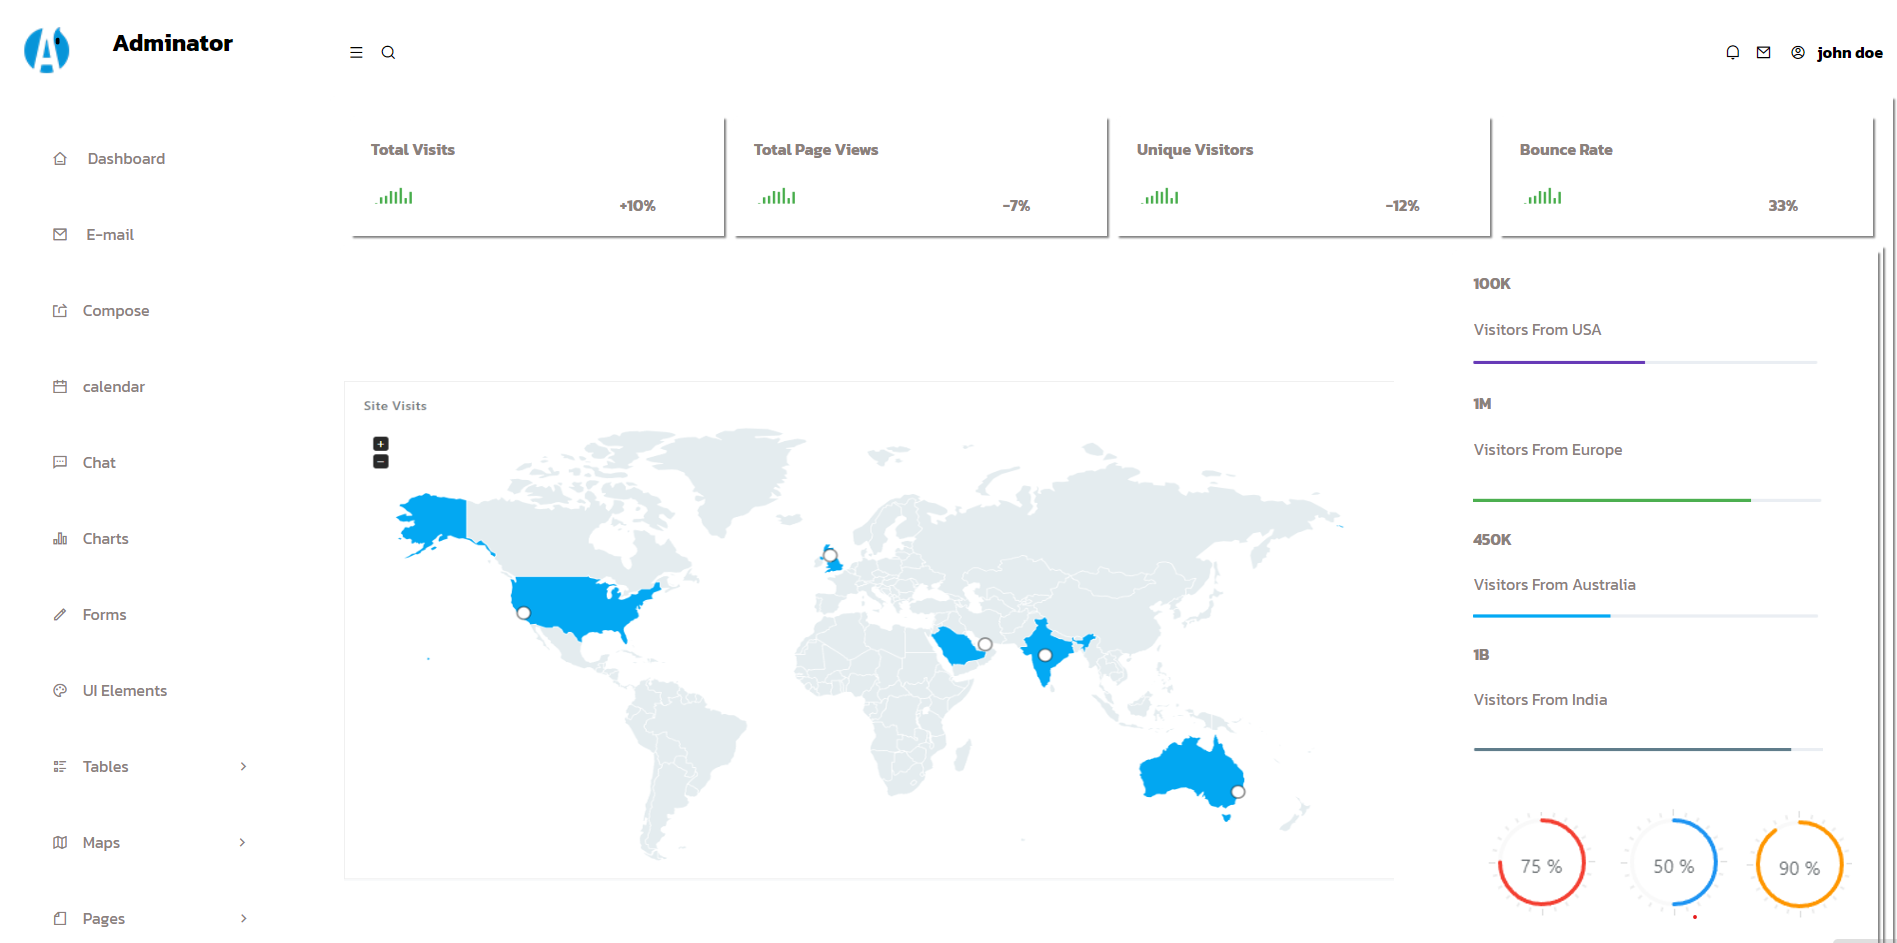 Adminator
john doe
Dashboard
E-mail
Compose
calendar
Chat
Charts
Forms
UI Elements
Tables
Maps
Pages
Total Visits
+10%
Total Page Views
-7%
Unique Visitors
-12%
Bounce Rate
33%
Site Visits
+
−
100K
Visitors From USA
1M
Visitors From Europe
450K
Visitors From Australia
1B
Visitors From India
75 %
50 %
90 %